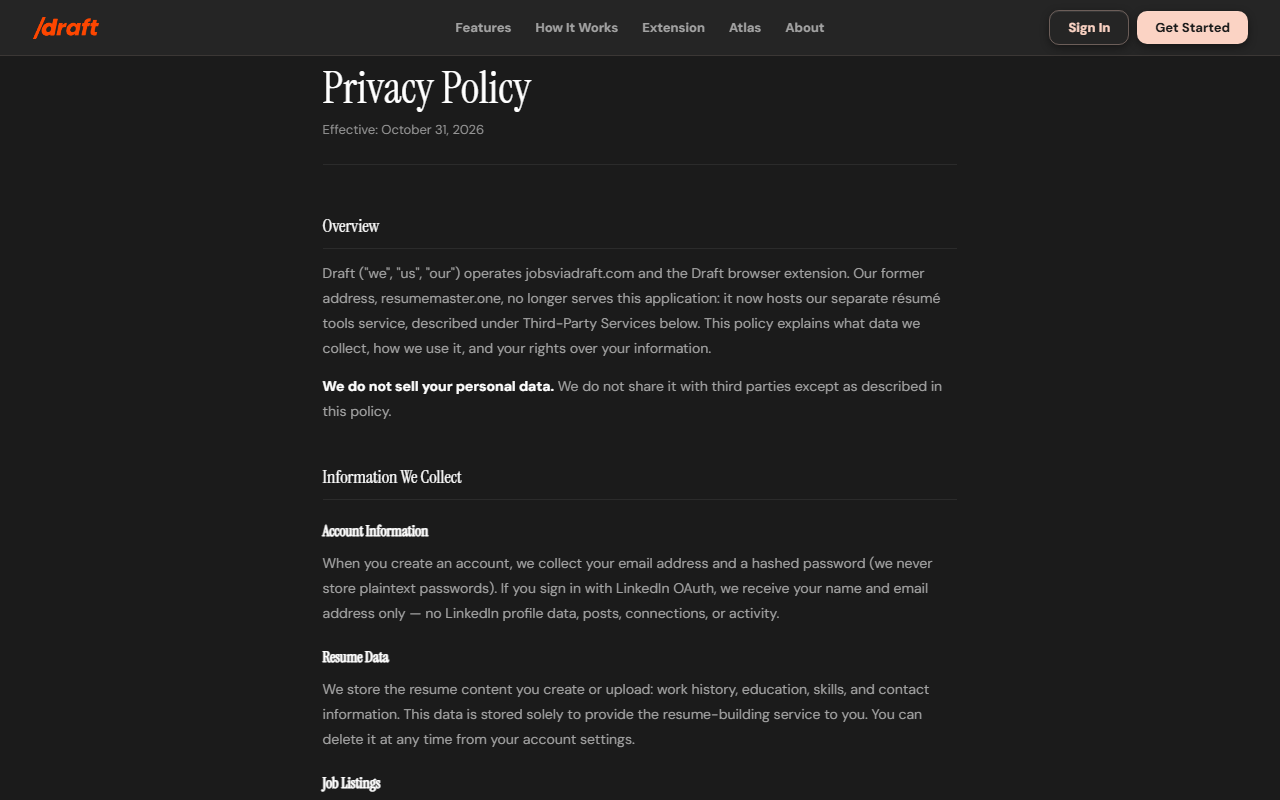 /draft
Features
How It Works
Extension
Atlas
About
Sign In
Get Started
Privacy Policy
Effective: October 31, 2026
Overview
Draft ("we", "us", "our") operates jobsviadraft.com and the Draft browser extension. Our former
address, resumemaster.one, no longer serves this application: it now hosts our separate résumé
tools service, described under Third-Party Services below. This policy explains what data we
collect, how we use it, and your rights over your information.
We do not sell your personal data. We do not share it with third parties except as described in
this policy.
Information We Collect
Account Information
When you create an account, we collect your email address and a hashed password (we never
store plaintext passwords). If you sign in with LinkedIn OAuth, we receive your name and email
address only — no LinkedIn profile data, posts, connections, or activity.
Resume Data
We store the resume content you create or upload: work history, education, skills, and contact
information. This data is stored solely to provide the resume-building service to you. You can
delete it at any time from your account settings.
Job Listings